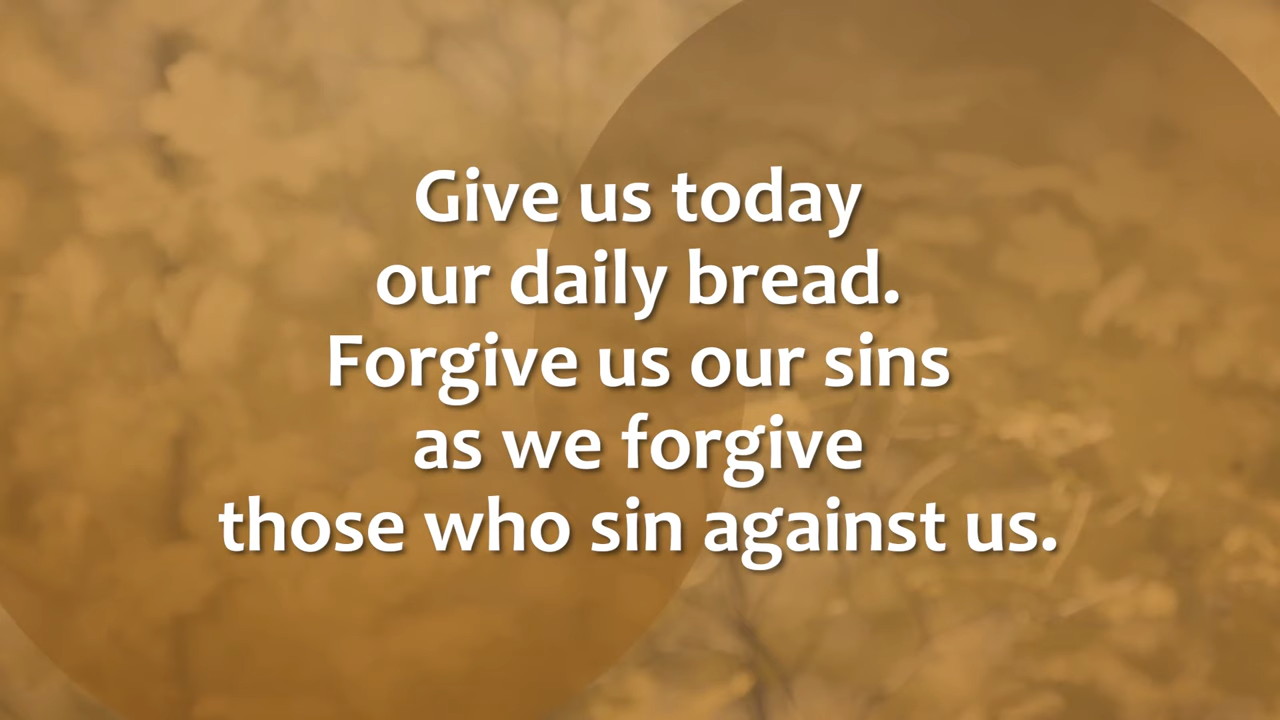 Give us today
our daily bread.
Forgive us our sins
as we forgive
those who sin against us.